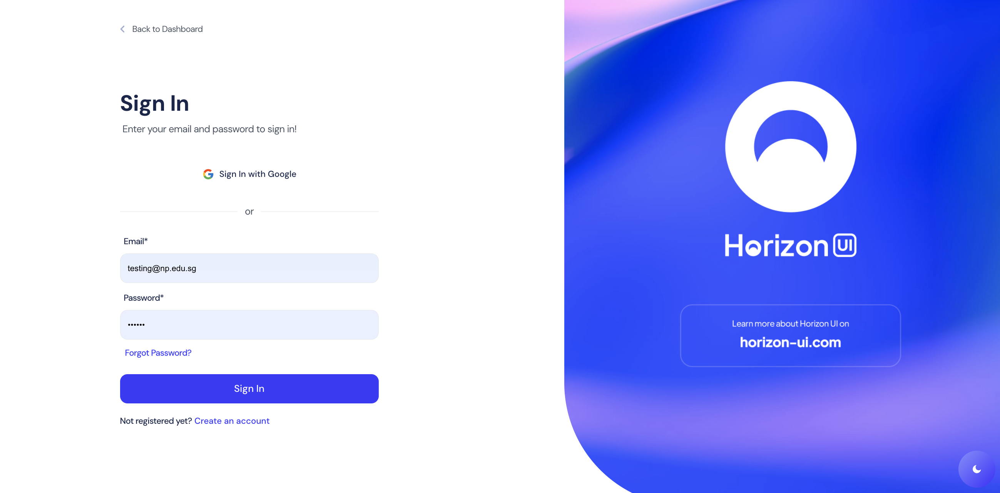 Back to Dashboard
Sign In
Enter your email and password to sign in!
Sign In with Google
or
Email*
testing@np.edu.sg
Password*
••••••
Forgot Password?
Sign In
Not registered yet? Create an account
Horizon UI
Learn more about Horizon UI on
horizon-ui.com